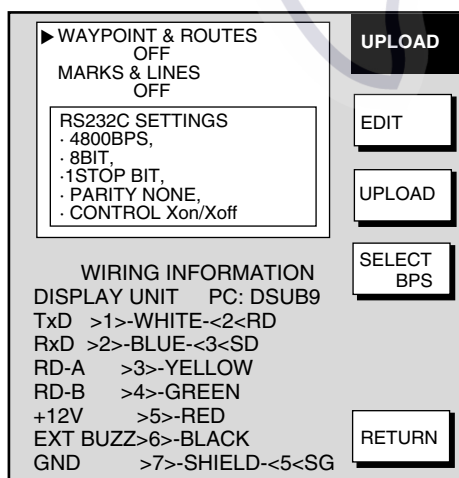 ▶ WAYPOINT & ROUTES
OFF
MARKS & LINES
OFF
RS232C SETTINGS
· 4800BPS,
· 8BIT,
·1STOP BIT,
· PARITY NONE,
· CONTROL Xon/Xoff
WIRING INFORMATION
DISPLAY UNIT PC: DSUB9
TxD >1>-WHITE-<2<RD
RxD >2>-BLUE-<3<SD
RD-A >3>-YELLOW
RD-B >4>-GREEN
+12V >5>-RED
EXT BUZZ>6>-BLACK
GND >7>-SHIELD-<5<SG
UPLOAD
EDIT
UPLOAD
SELECT
BPS
RETURN